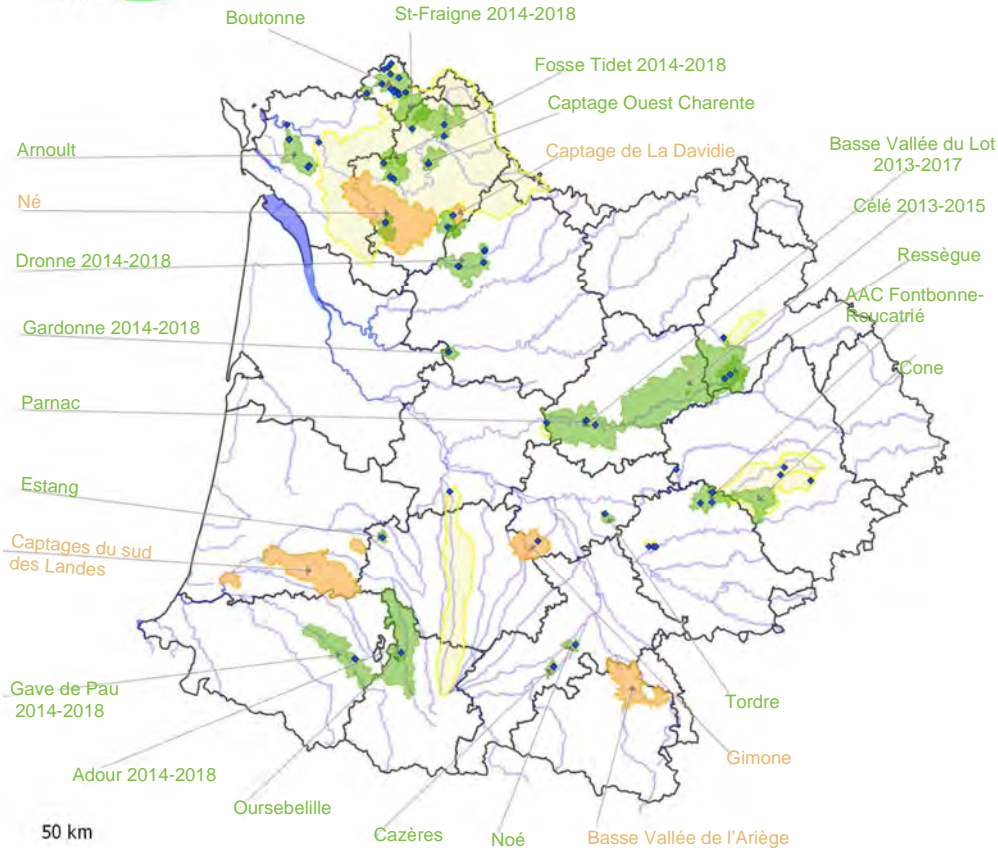 Boutonne
St-Fraigne 2014-2018
Fosse Tidet 2014-2018
Captage Ouest Charente
Captage de La Davidie
Basse Vallée du Lot
2013-2017
Célé 2013-2015
Ressègue
AAC Fontbonne-
Roucatrié
Cone
Arnoult
Né
Dronne 2014-2018
Gardonne 2014-2018
Parnac
Estang
Captages du sud
des Landes
Gave de Pau
2014-2018
Adour 2014-2018
Oursebelille
Cazères
Noé
Basse Vallée de l'Ariège
Gimone
Tordre
50 km